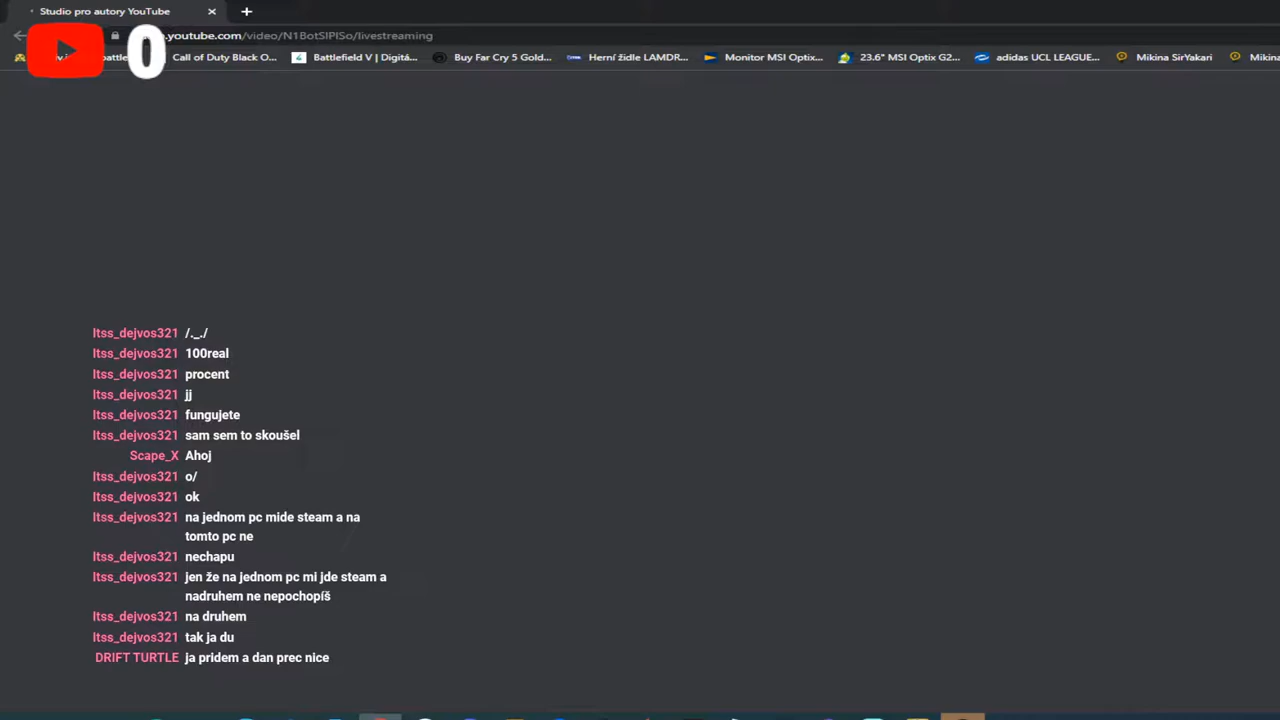 Studio pro autory YouTube
0
.youtube.com/video/N1BotSlPlSo/livestreaming
Call of Duty Black O...
Battlefield V | Digitá...
Buy Far Cry 5 Gold...
Herní židle LAMDR...
Monitor MSI Optix...
23.6" MSI Optix G2...
adidas UCL LEAGUE...
Mikina SirYakari
Mikina
Itss_dejvos321 /._./
Itss_dejvos321 100real
Itss_dejvos321 procent
Itss_dejvos321 jj
Itss_dejvos321 fungujete
Itss_dejvos321 sam sem to skoušel
Scape_X Ahoj
Itss_dejvos321 o/
Itss_dejvos321 ok
Itss_dejvos321 na jednom pc mide steam a na
tomto pc ne
Itss_dejvos321 nechapu
Itss_dejvos321 jen že na jednom pc mi jde steam a
nadruhem ne nepochopíš
Itss_dejvos321 na druhem
Itss_dejvos321 tak ja du
DRIFT TURTLE ja pridem a dan prec nice